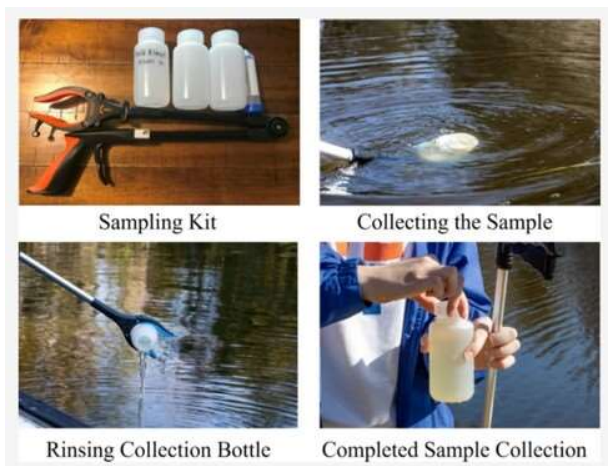 Sampling Kit
Collecting the Sample
Rinsing Collection Bottle
Completed Sample Collection